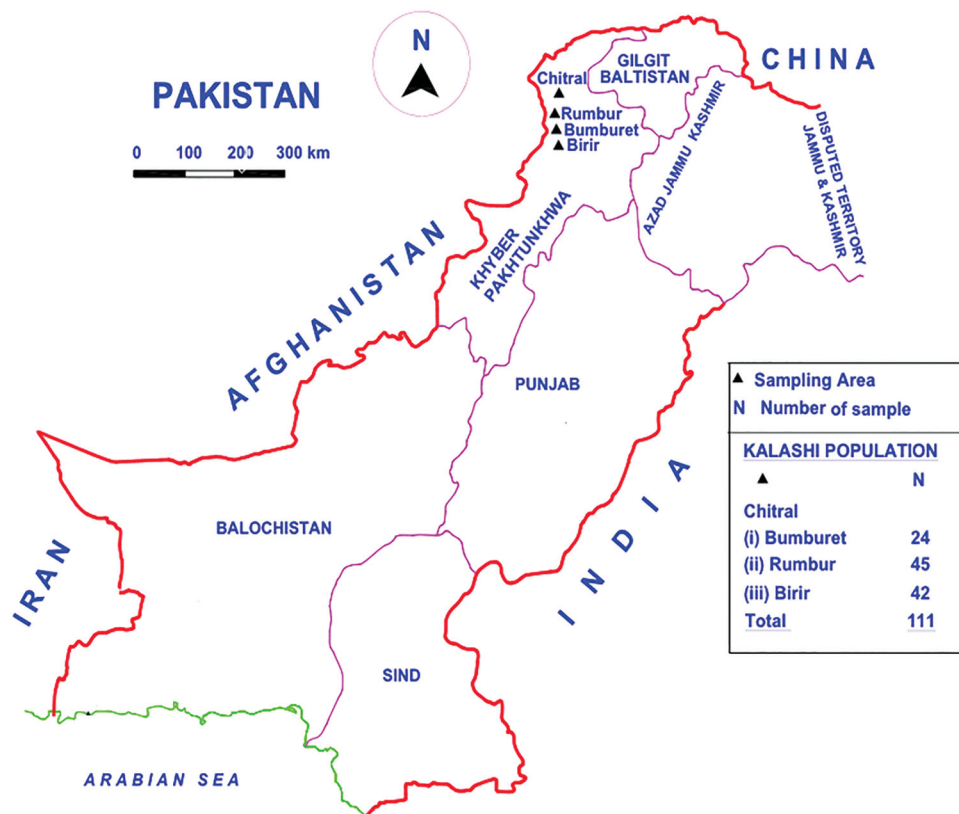 N
PAKISTAN
0 100 200 300 km
CHINA
GILGIT
BALTISTAN
Chitral
Rumbur
Bumburet
Birir
AZAD JAMMU KASHMIR
DISPUTED TERRITORY
JAMMU & KASHMIR
KHYBER
PAKHTUNKHWA
AFGHANISTAN
PUNJAB
BALOCHISTAN
IRAN
INDIA
SIND
ARABIAN SEA
Sampling Area
N Number of sample
KALASHI POPULATION
N
Chitral
(i) Bumburet 24
(ii) Rumbur 45
(iii) Birir 42
Total 111